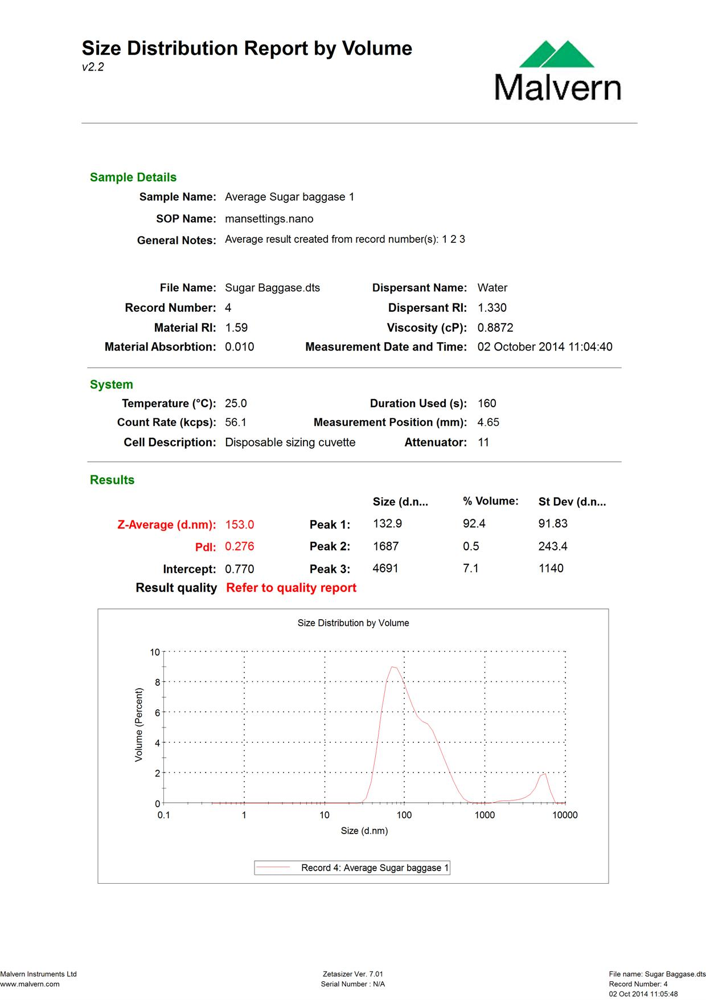 Size Distribution Report by Volume
v2.2
Malvern
Sample Details
Sample Name: Average Sugar baggase 1
SOP Name: mansettings.nano
General Notes: Average result created from record number(s): 1 2 3
File Name: Sugar Baggase.dts Dispersant Name: Water
Record Number: 4 Dispersant RI: 1.330
Material RI: 1.59 Viscosity (cP): 0.8872
Material Absorbtion: 0.010 Measurement Date and Time: 02 October 2014 11:04:40
System
Temperature (°C): 25.0 Duration Used (s): 160
Count Rate (kcps): 56.1 Measurement Position (mm): 4.65
Cell Description: Disposable sizing cuvette Attenuator: 11
Results
Size (d.n... % Volume: St Dev (d.n...
Z-Average (d.nm): 153.0 Peak 1: 132.9 92.4 91.83
PdI: 0.276 Peak 2: 1687 0.5 243.4
Intercept: 0.770 Peak 3: 4691 7.1 1140
Result quality Refer to quality report
Size Distribution by Volume
Volume (Percent)
10
8
6
4
2
0
0.1 1 10 100 1000 10000
Size (d.nm)
Record 4: Average Sugar baggase 1
Malvern Instruments Ltd Zetasizer Ver. 7.01 File name: Sugar Baggase.dts
www.malvern.com Serial Number : N/A Record Number: 4
02 Oct 2014 11:05:48